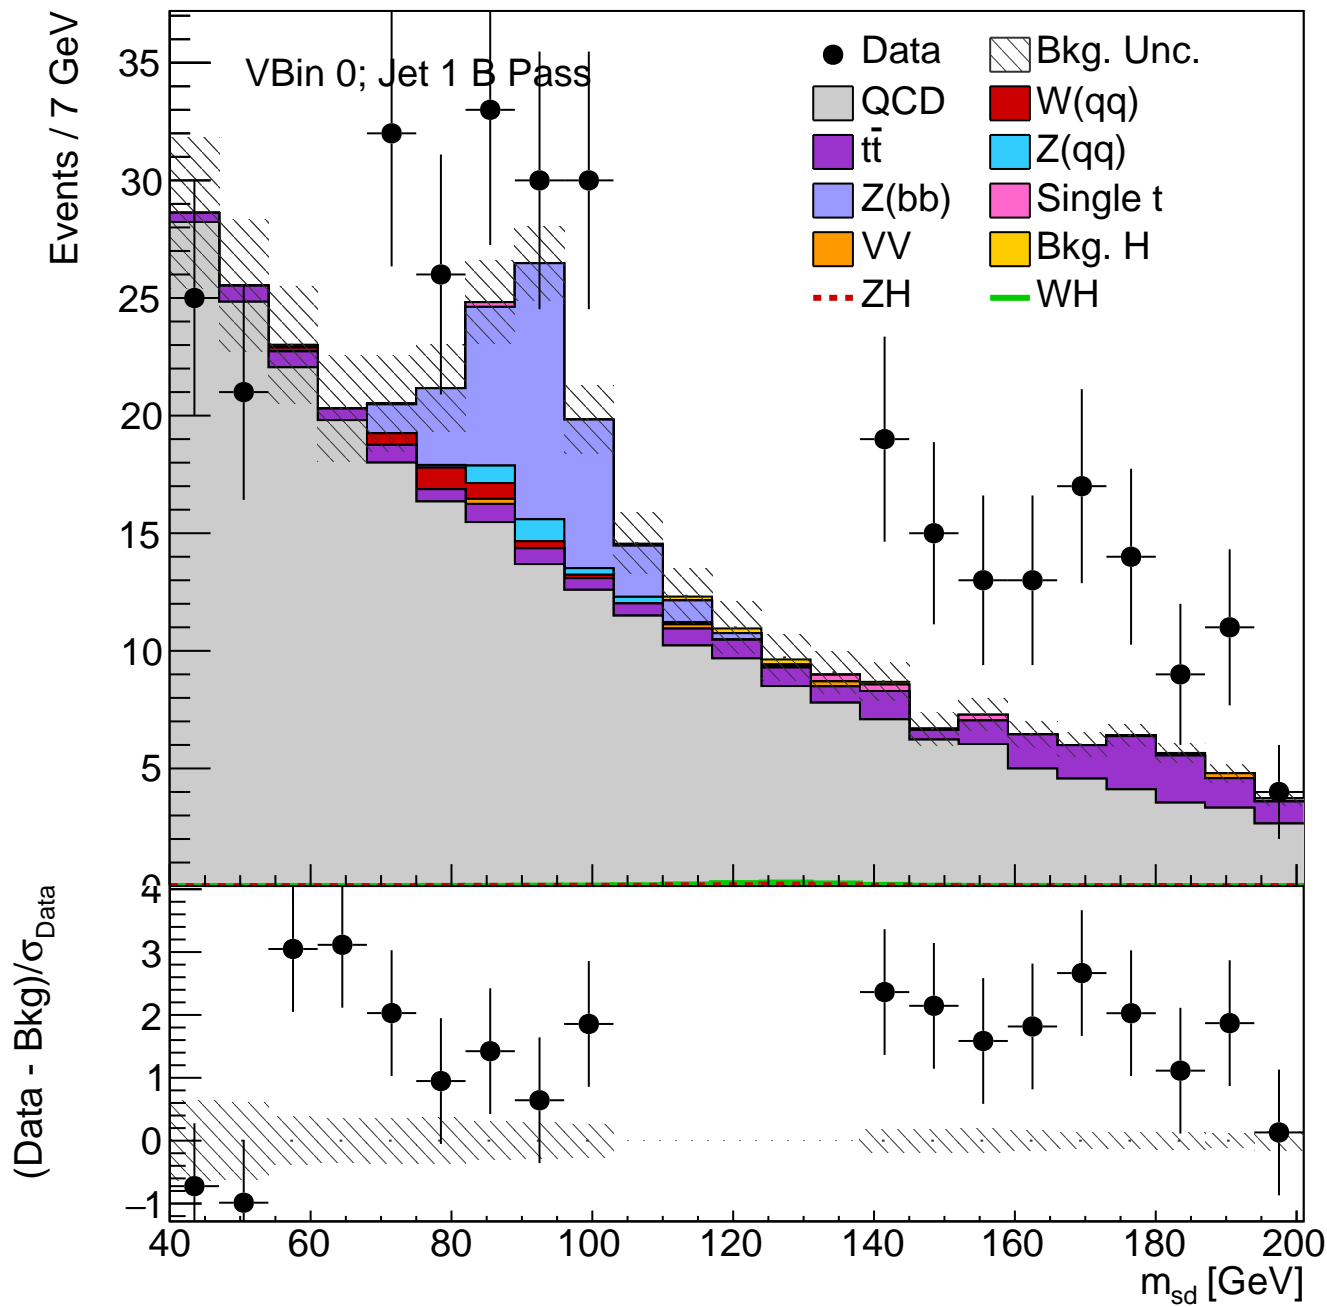 Events / 7 GeV
VBin 0; Jet 1 B Pass
Data
Bkg. Unc.
QCD
W(qq)
tt̄
Z(qq)
Z(bb)
Single t
VV
Bkg. H
ZH
WH
35
30
25
20
15
10
5
0
(Data - Bkg)/σData
4
3
2
1
0
−1
40 60 80 100 120 140 160 180 200
msd [GeV]